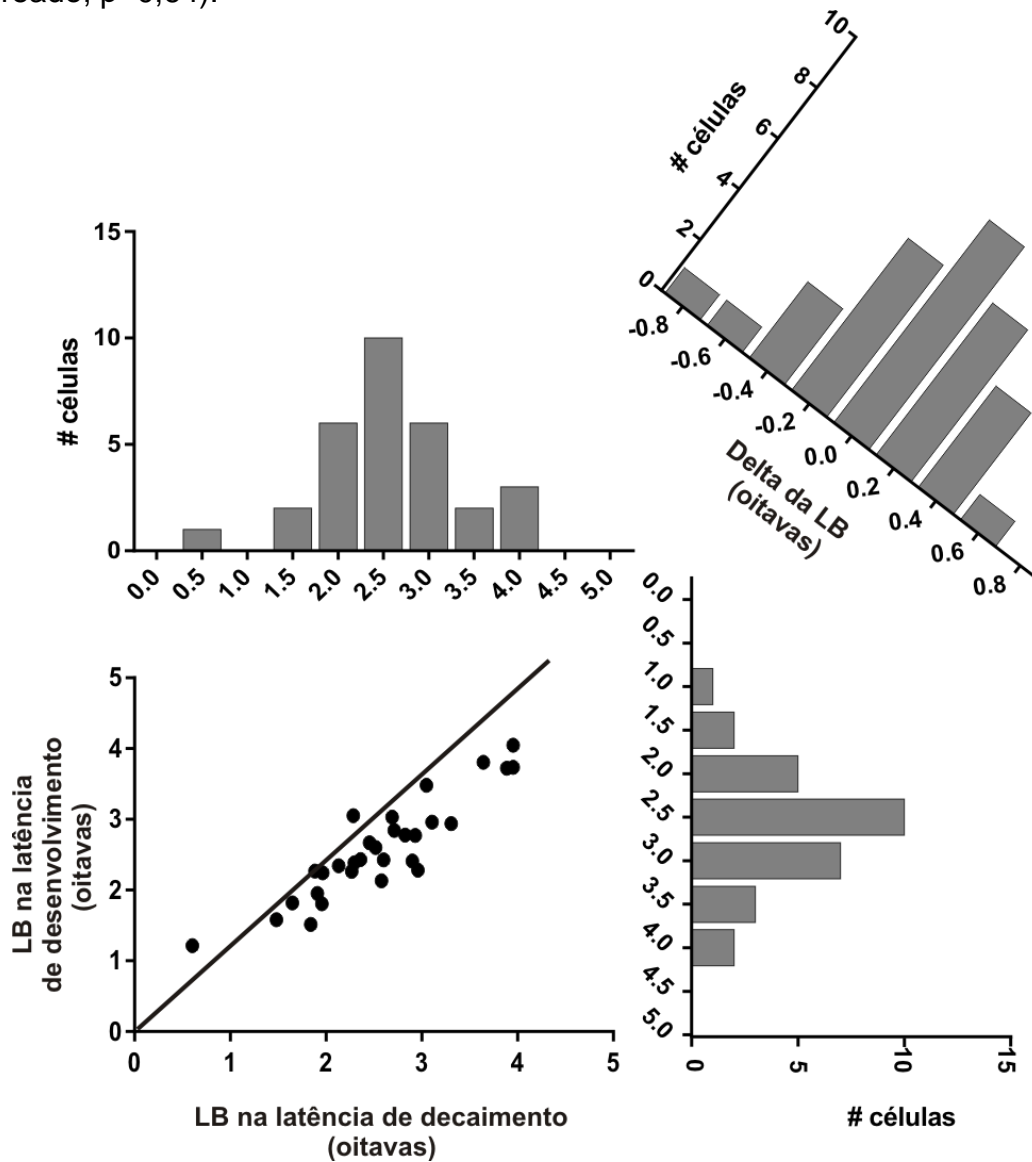 10
8
6
4
2
0
# células
-0.8
-0.6
-0.4
-0.2
0.0
0.2
0.4
0.6
0.8
Delta da LB
(oitavas)
15
10
5
0
# células
0.0 0.5 1.0 1.5 2.0 2.5 3.0 3.5 4.0 4.5 5.0
5
4
3
2
1
0
LB na latência
de desenvolvimento
(oitavas)
0 1 2 3 4 5
LB na latência de decaimento
(oitavas)
0.0
0.5
1.0
1.5
2.0
2.5
3.0
3.5
4.0
4.5
5.0
0 5 10 15
# células